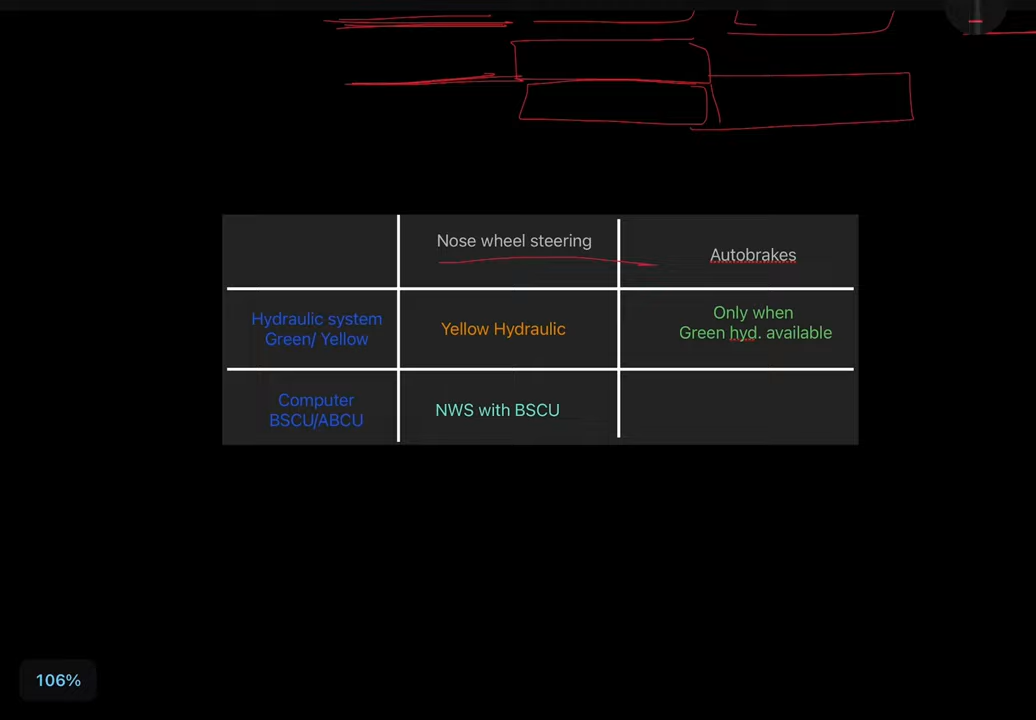 Nose wheel steering
Autobrakes
Hydraulic system
Green/ Yellow
Yellow Hydraulic
Only when
Green hyd. available
Computer
BSCU/ABCU
NWS with BSCU
106%